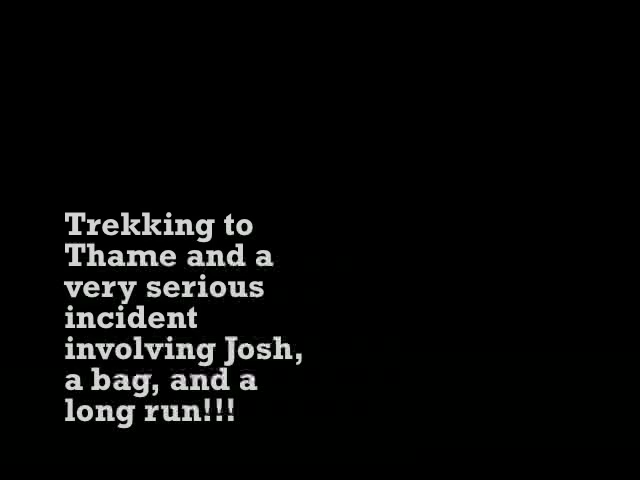 Trekking to
Thame and a
very serious
incident
involving Josh,
a bag, and a
long run!!!